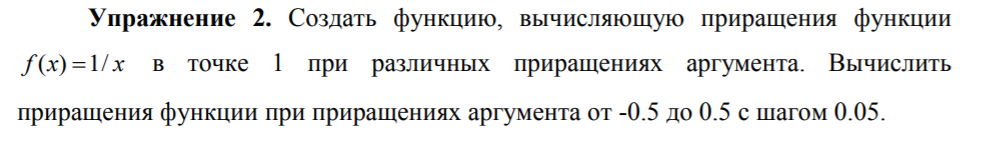 Упражнение 2. Создать функцию, вычисляющую приращения функции
f(x)=1/x в точке 1 при различных приращениях аргумента. Вычислить
приращения функции при приращениях аргумента от -0.5 до 0.5 с шагом 0.05.